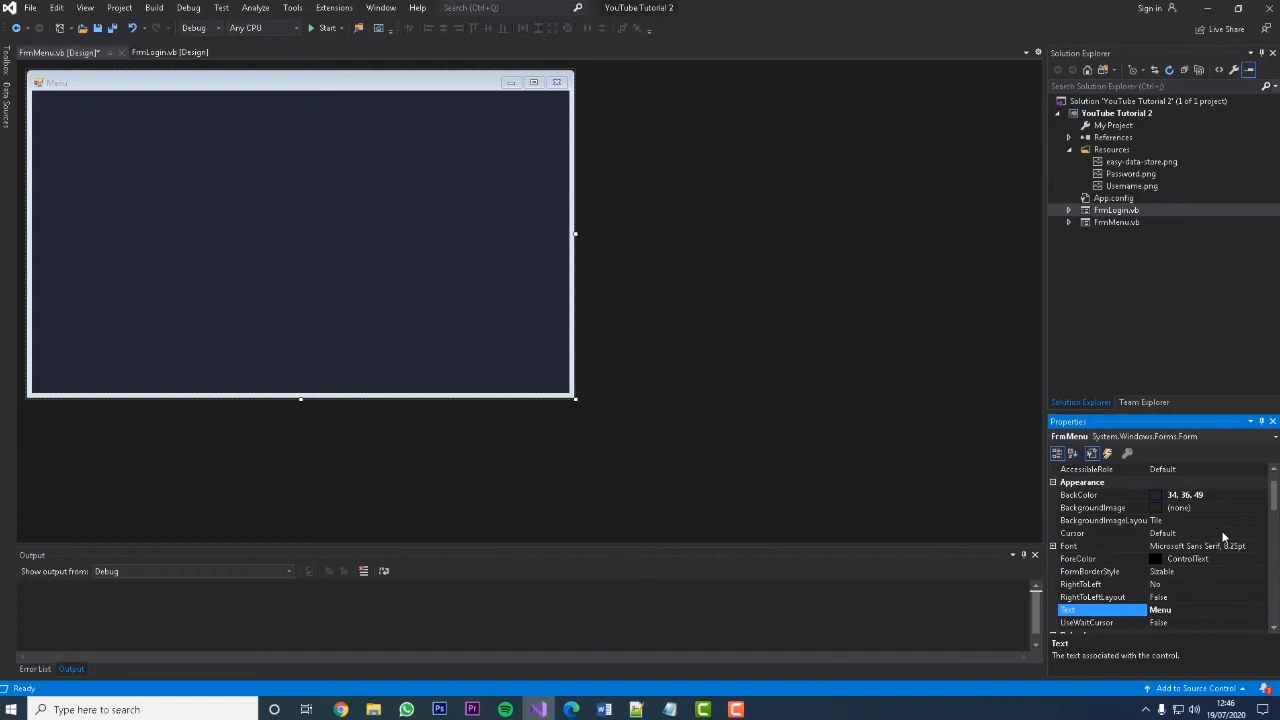 File Edit View Project Build Debug Test Analyze Tools Extensions Window Help Search (Ctrl+;) YouTube Tutorial 2 Sign in
Debug Any CPU Start Live Share
FrmMenu.vb [Design]* FrmLogin.vb [Design]
Toolbox
Data Sources
Menu
Solution Explorer
Search Solution Explorer (Ctrl+;)
Solution 'YouTube Tutorial 2' (1 of 1 project)
YouTube Tutorial 2
My Project
References
Resources
easy-data-store.png
Password.png
Username.png
App.config
FrmLogin.vb
FrmMenu.vb
Solution Explorer Team Explorer
Properties
FrmMenu System.Windows.Forms.Form
AccessibleRole Default
Appearance
BackColor 34, 36, 49
BackgroundImage (none)
BackgroundImageLayou Tile
Cursor Default
Font Microsoft Sans Serif, 8.25pt
ForeColor ControlText
FormBorderStyle Sizable
RightToLeft No
RightToLeftLayout False
Text Menu
UseWaitCursor False
Text
The text associated with the control.
Output
Show output from: Debug
Error List Output
Ready Add to Source Control 2
Type here to search
12:46
19/07/2020